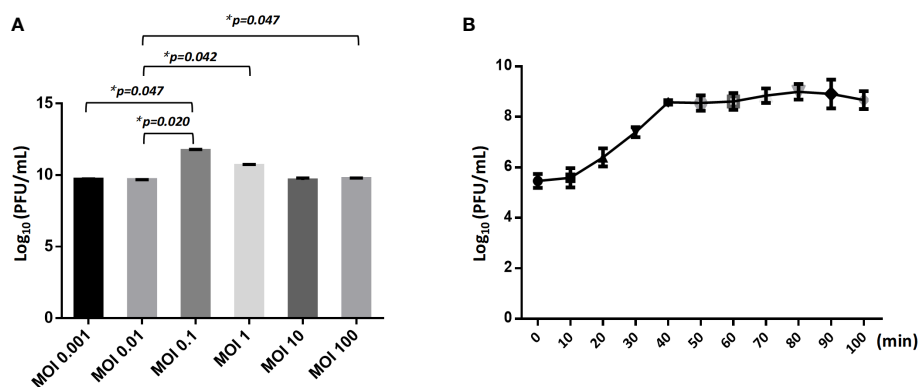 A
*p=0.047
*p=0.042
*p=0.047
*p=0.020
Log10 (PFU/mL)
15
10
5
0
MOI 0.001
MOI 0.01
MOI 0.1
MOI 1
MOI 10
MOI 100
B
Log10 (PFU/mL)
10
8
6
4
2
0
0
10
20
30
40
50
60
70
80
90
100
(min)